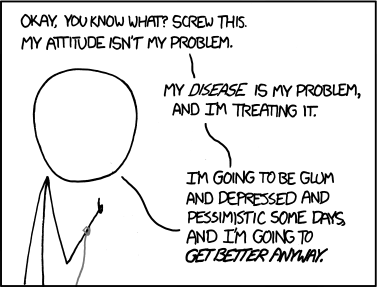 OKAY, YOU KNOW WHAT? SCREW THIS.
MY ATTITUDE ISN'T MY PROBLEM.
MY DISEASE IS MY PROBLEM,
AND I'M TREATING IT.
I'M GOING TO BE GLUM
AND DEPRESSED AND
PESSIMISTIC SOME DAYS,
AND I'M GOING TO
GET BETTER ANYWAY.